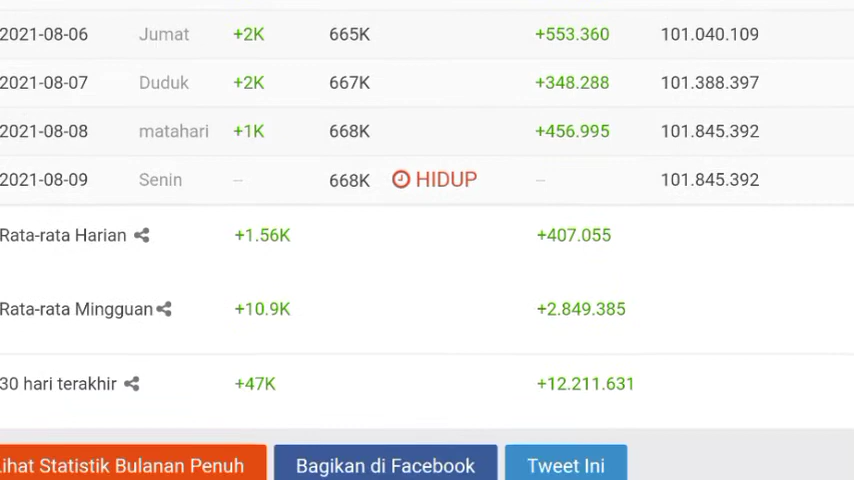 2021-08-06 Jumat +2K 665K +553.360 101.040.109
2021-08-07 Duduk +2K 667K +348.288 101.388.397
2021-08-08 matahari +1K 668K +456.995 101.845.392
2021-08-09 Senin -- 668K HIDUP -- 101.845.392
Rata-rata Harian +1.56K +407.055
Rata-rata Mingguan +10.9K +2.849.385
30 hari terakhir +47K +12.211.631
Lihat Statistik Bulanan Penuh Bagikan di Facebook Tweet Ini